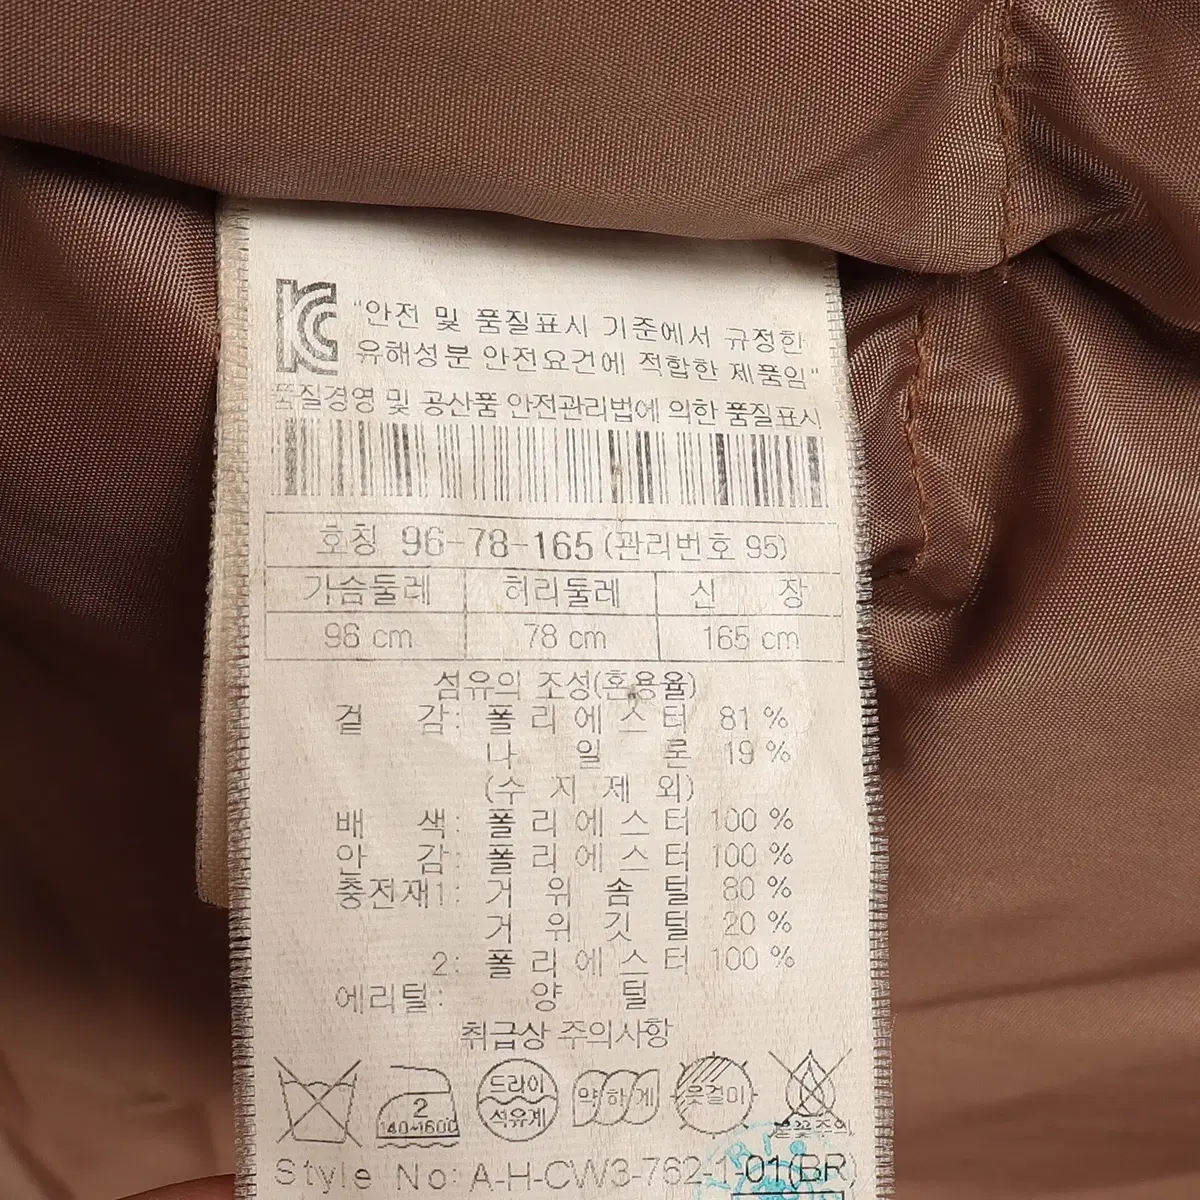 "안전 및 품질표시 기준에서 규정한
유해성분 안전요건에 적합한 제품임"
품질경영 및 공산품 안전관리법에 의한 품질표시
호칭 96-78-165 (관리번호 95)
가슴둘레 허리둘레 신 장
96 cm 78 cm 165 cm
섬유의 조성(혼용율)
겉 감: 폴리에스터 81 %
나 일 론 19 %
(수 지 제 외)
배 색: 폴리에스터 100 %
안 감: 폴리에스터 100 %
충전재1: 거 위 솜 털 80 %
거 위 깃 털 20 %
2: 폴리에스터 100 %
에리털: 양 털
취급상 주의사항
2 드라이 약하게 옷걸이
140~160℃ 석유계 불꽃주의
Style No: A-H-CW3-762-1-01(BR)